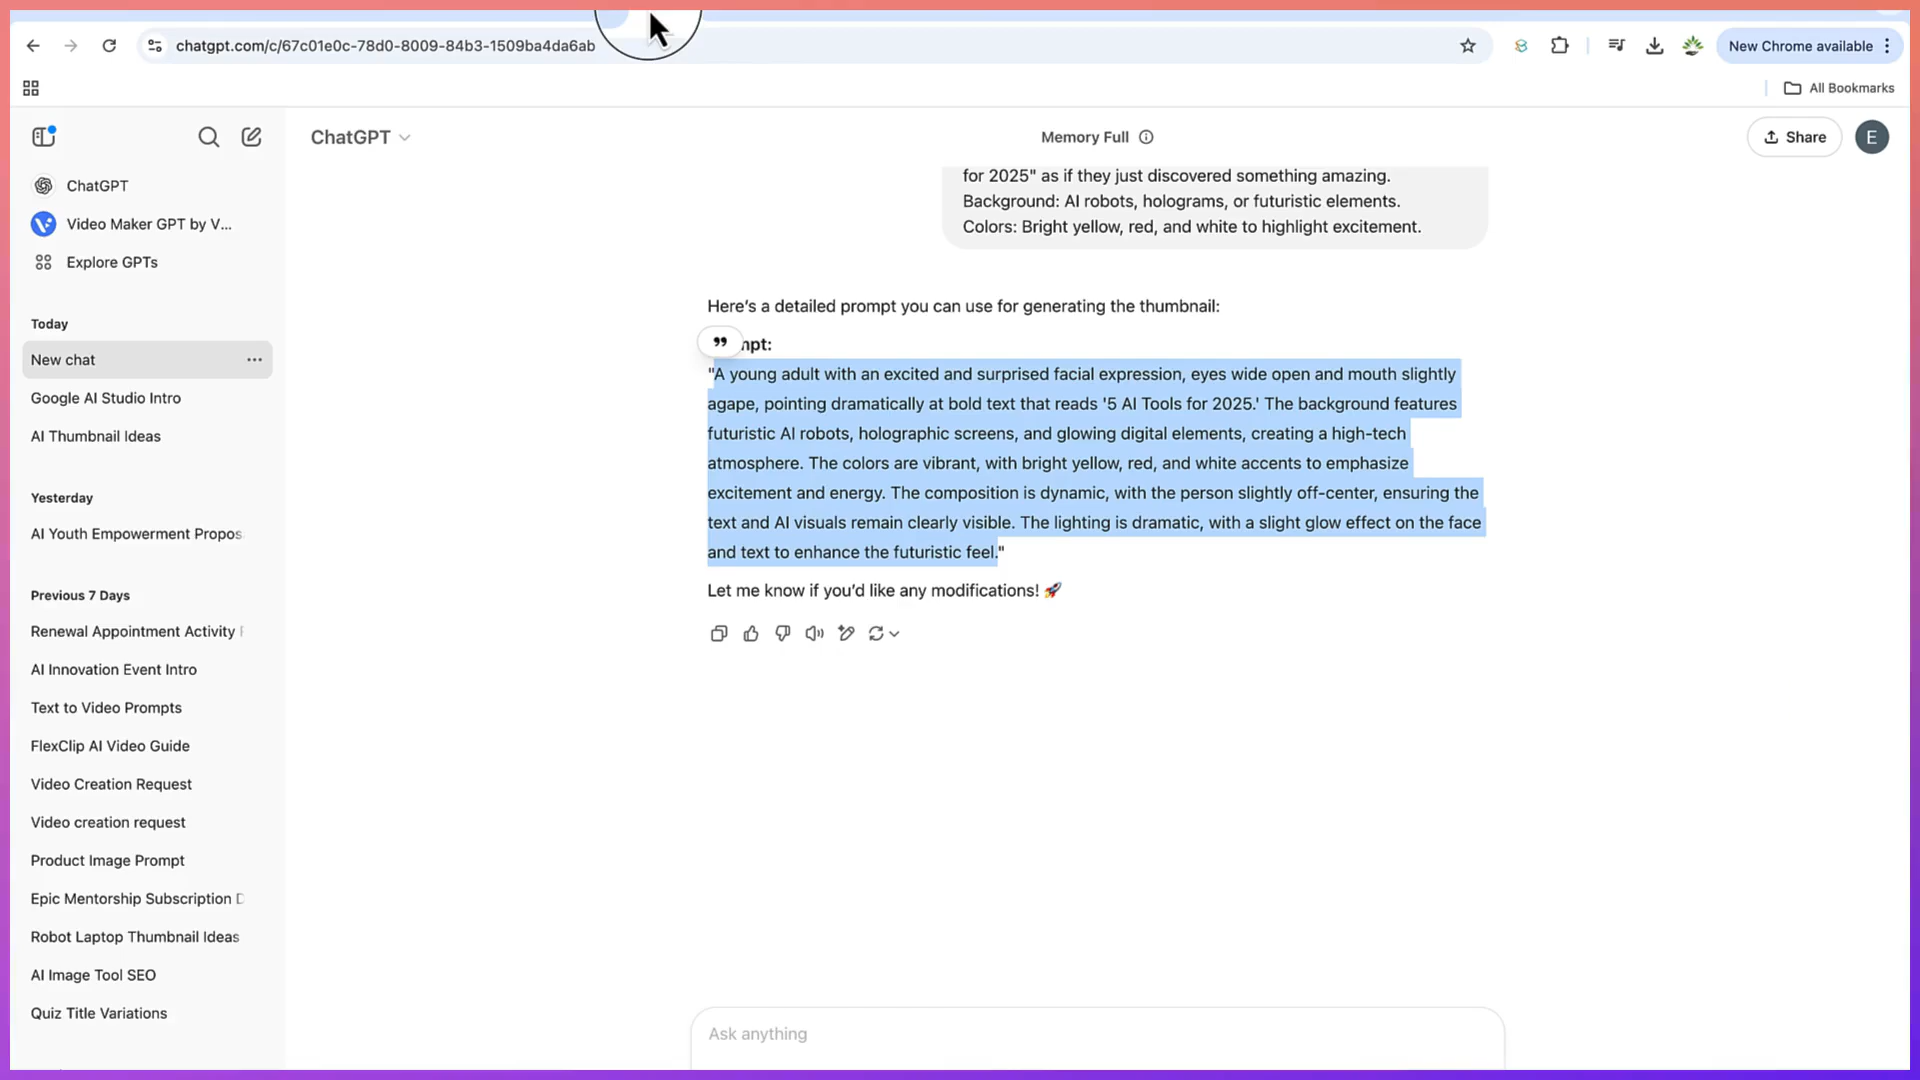 chatgpt.com/c/67c01e0c-78d0-8009-84b3-1509ba4da6ab
New Chrome available
All Bookmarks
ChatGPT
Memory Full
Share
E
ChatGPT
Video Maker GPT by V...
Explore GPTs
Today
New chat
Google AI Studio Intro
AI Thumbnail Ideas
Yesterday
AI Youth Empowerment Propos
Previous 7 Days
Renewal Appointment Activity
AI Innovation Event Intro
Text to Video Prompts
FlexClip AI Video Guide
Video Creation Request
Video creation request
Product Image Prompt
Epic Mentorship Subscription D
Robot Laptop Thumbnail Ideas
AI Image Tool SEO
Quiz Title Variations
for 2025" as if they just discovered something amazing.
Background: AI robots, holograms, or futuristic elements.
Colors: Bright yellow, red, and white to highlight excitement.
Here's a detailed prompt you can use for generating the thumbnail:
mpt:
"A young adult with an excited and surprised facial expression, eyes wide open and mouth slightly
agape, pointing dramatically at bold text that reads '5 AI Tools for 2025.' The background features
futuristic AI robots, holographic screens, and glowing digital elements, creating a high-tech
atmosphere. The colors are vibrant, with bright yellow, red, and white accents to emphasize
excitement and energy. The composition is dynamic, with the person slightly off-center, ensuring the
text and AI visuals remain clearly visible. The lighting is dramatic, with a slight glow effect on the face
and text to enhance the futuristic feel."
Let me know if you'd like any modifications! 🚀
Ask anything